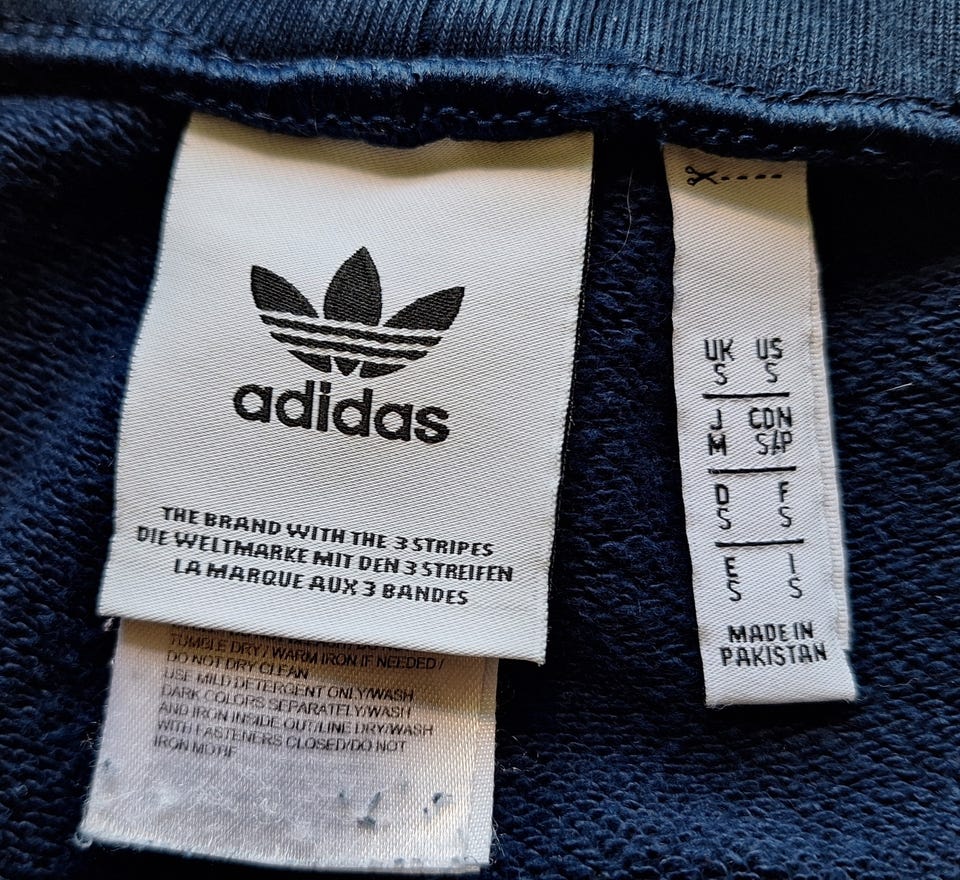 adidas
THE BRAND WITH THE 3 STRIPES
DIE WELTMARKE MIT DEN 3 STREIFEN
LA MARQUE AUX 3 BANDES
TUMBLE DRY / WARM IRON IF NEEDED /
DO NOT DRY CLEAN
USE MILD DETERGENT ONLY/WASH
DARK COLORS SEPARATELY/WASH
AND IRON INSIDE OUT/LINE DRY/WASH
WITH FASTENERS CLOSED/DO NOT
IRON MOTIF
UK US
S S
J CDN
M S/P
D F
S S
E I
S S
MADE IN
PAKISTAN